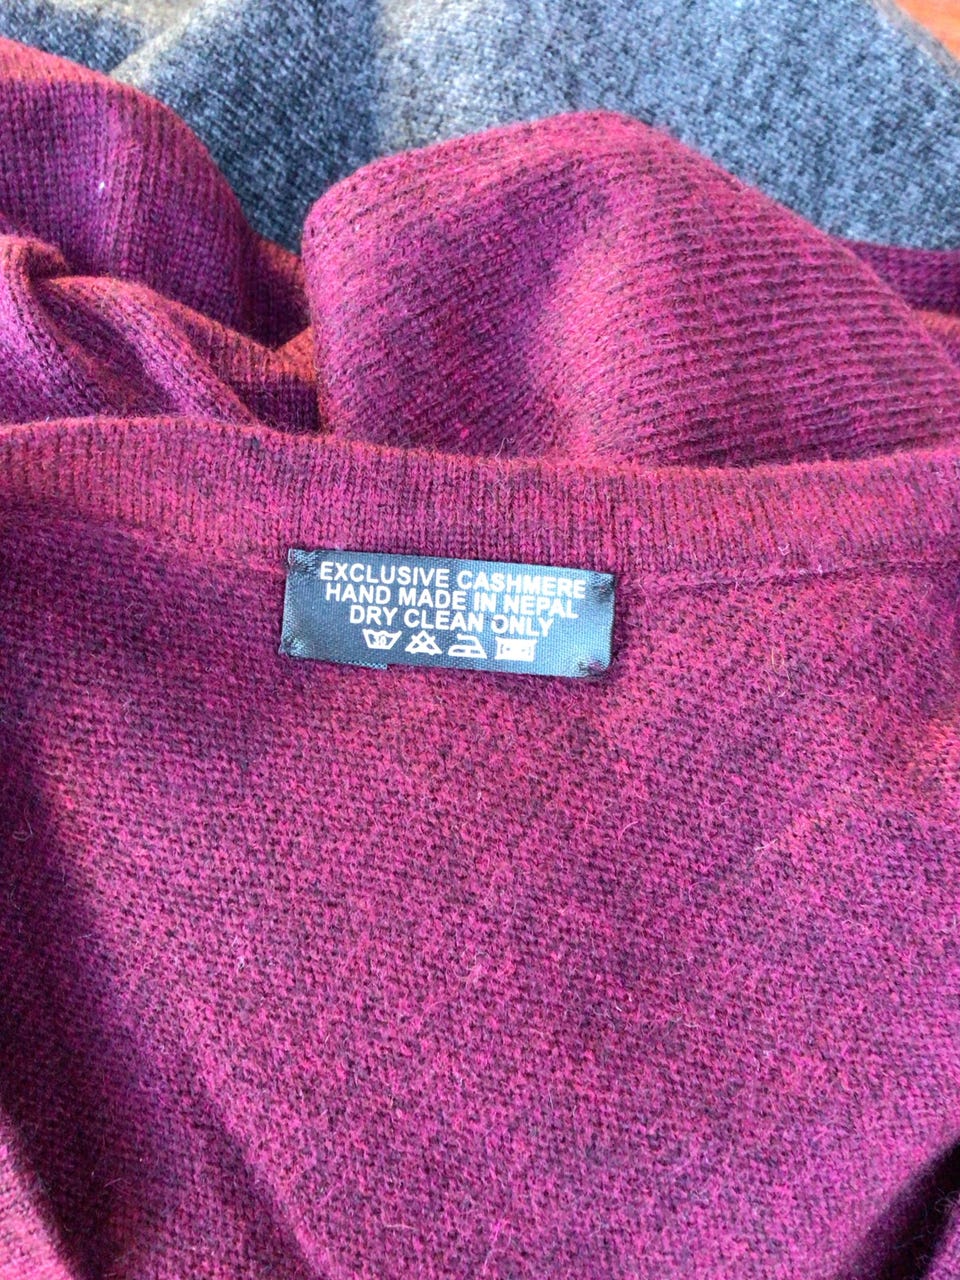 EXCLUSIVE CASHMERE
HAND MADE IN NEPAL
DRY CLEAN ONLY